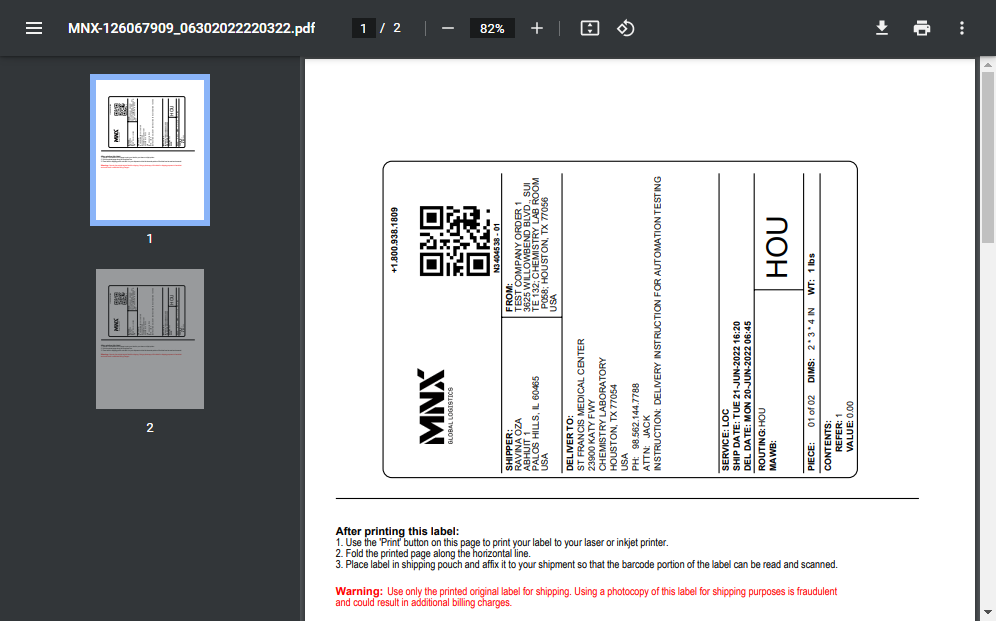 MNX-126067909_06302022220322.pdf
1 / 2
82%
1
2
+1.800.938.1809
N3404538 - 01
MNX
GLOBAL LOGISTICS
FROM:
TEST COMPANY ORDER 1
3625 WILLOWBEND BLVD., SUI
TE 132; CHEMISTRY LAB ROOM
P058; HOUSTON, TX 77056
USA
SHIPPER:
RAVINA OZA
ABHIJIT 1
PALOS HILLS, IL 60465
USA
DELIVER TO:
ST FRANCIS MEDICAL CENTER
23900 KATY FWY
CHEMISTRY LABORATORY
HOUSTON, TX 77054
USA
PH: 98.562.144.7788
ATTN: JACK
INSTRUCTION: DELIVERY INSTRUCTION FOR AUTOMATION TESTING
SERVICE: LOC
SHIP DATE: TUE 21-JUN-2022 16:20
DEL DATE: MON 20-JUN-2022 06:45
ROUTING: HOU
MAWB:
HOU
PIECE: 01 of 02 DIMS: 2 * 3 * 4 IN WT: 1 lbs
CONTENTS:
REFER: 1
VALUE: 0.00
After printing this label:
1. Use the 'Print' button on this page to print your label to your laser or inkjet printer.
2. Fold the printed page along the horizontal line.
3. Place label in shipping pouch and affix it to your shipment so that the barcode portion of the label can be read and scanned.
Warning: Use only the printed original label for shipping. Using a photocopy of this label for shipping purposes is fraudulent
and could result in additional billing charges.